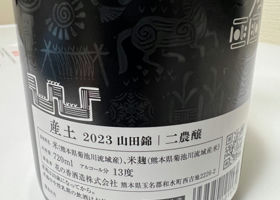 産土 2023 山田錦｜二農醸
原材料名 米(熊本県菊池川流域産)、米麹(熊本県菊池川流域産米)
720ml アルコール分 13度
花の香酒造株式会社 熊本県玉名郡和水町西吉地2226-2